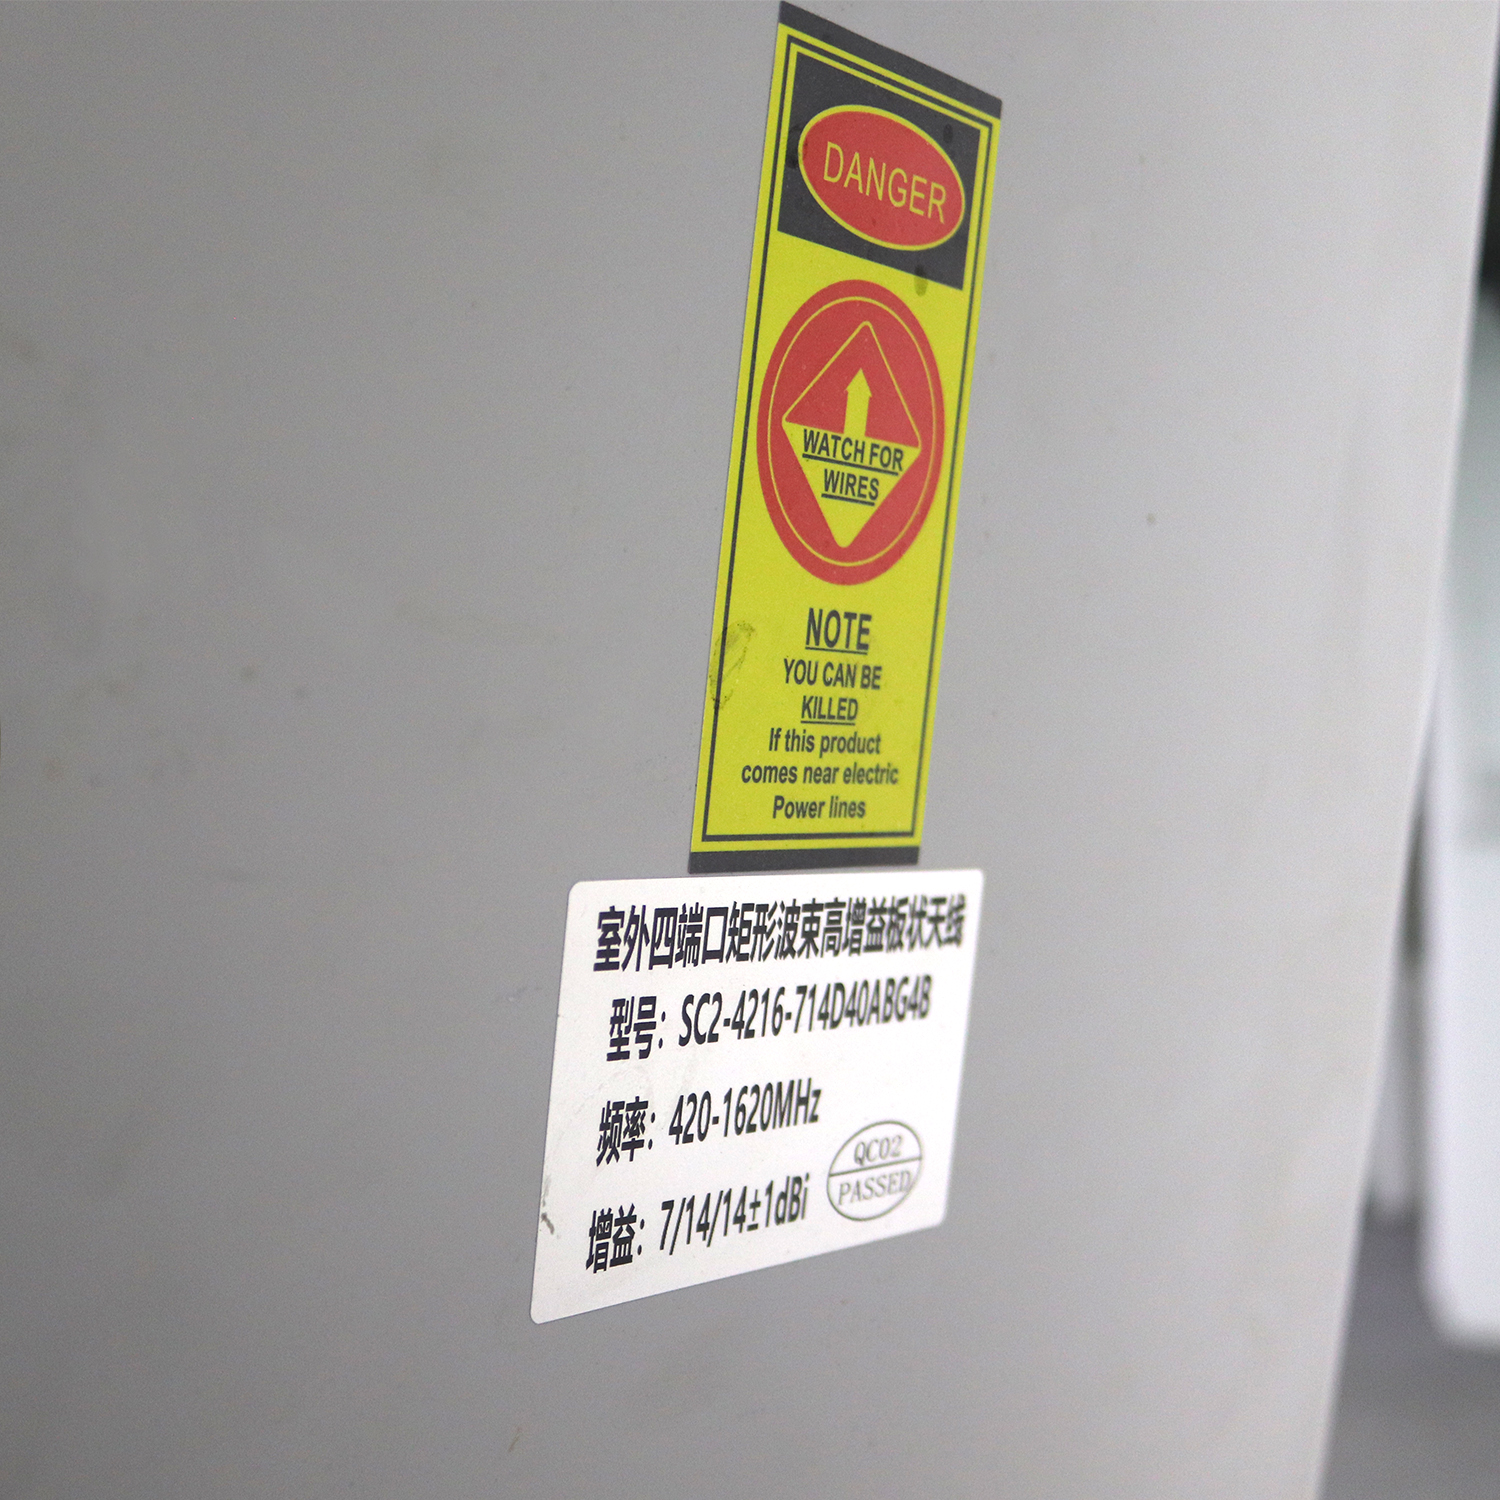 DANGER
WATCH FOR
WIRES
NOTE
YOU CAN BE
KILLED
If this product
comes near electric
Power lines
室外四端口矩形波束高增益板状天线
型号：SC2-4216-714D40ABG4B
频率：420-1620MHz
增益：7/14/14±1dBi
QC02
PASSED